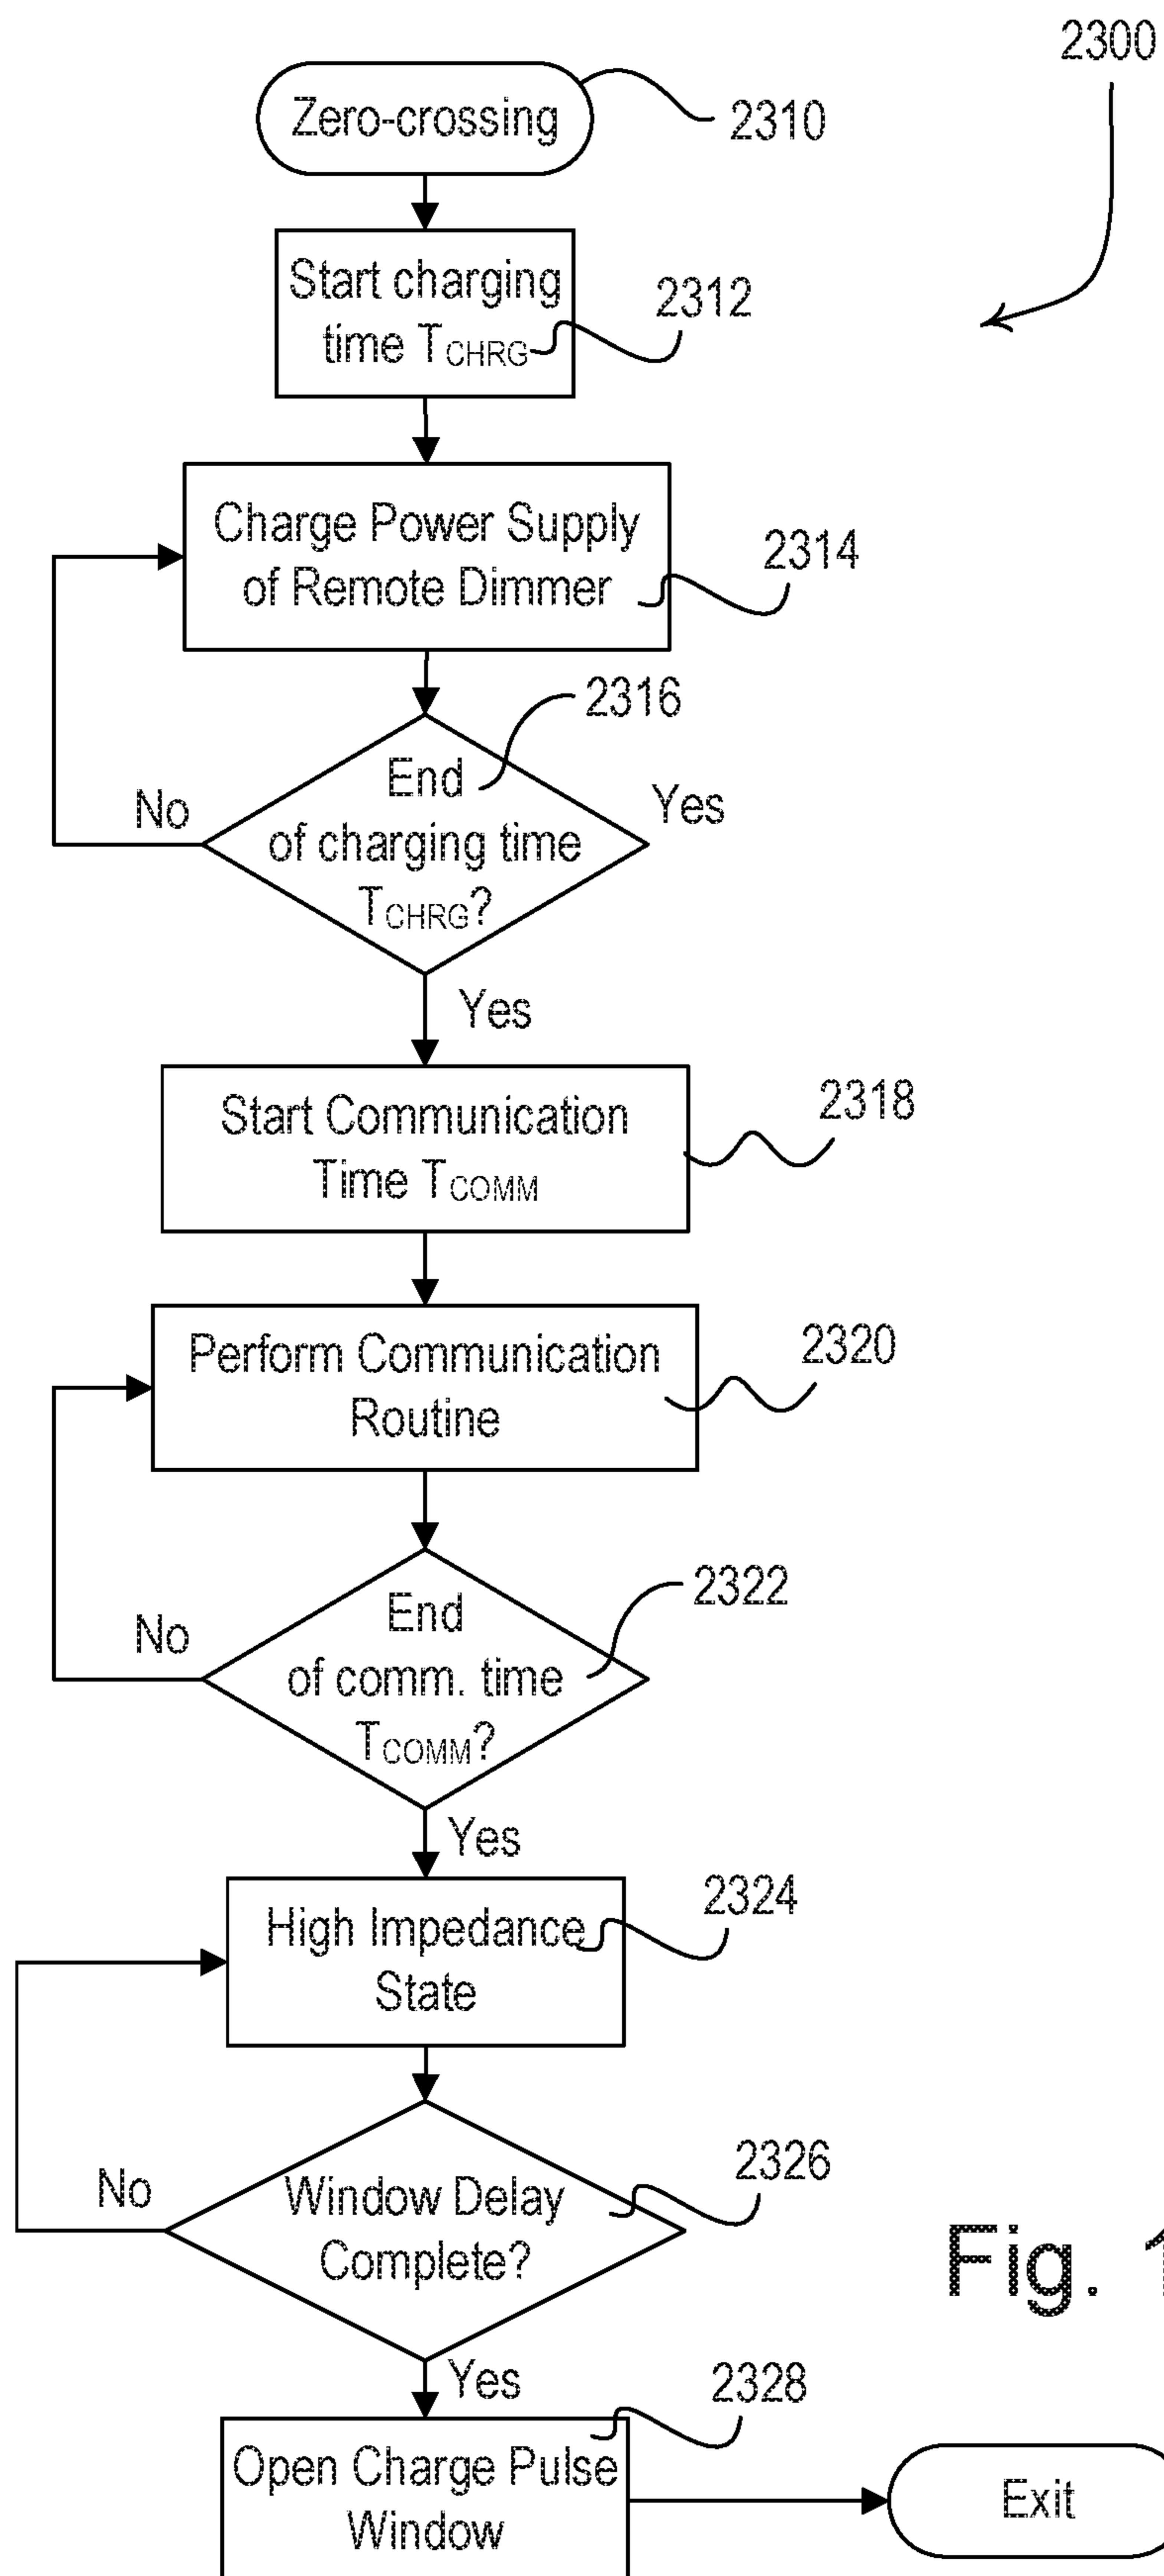 2300
Zero-crossing
2310
Start charging
time TCHRG
2312
Charge Power Supply
of Remote Dimmer
2314
2316
End
of charging time
TCHRG?
No
Yes
Yes
Start Communication
Time TCOMM
2318
Perform Communication
Routine
2320
2322
End
of comm. time
TCOMM?
No
Yes
High Impedance
State
2324
Window Delay
Complete?
2326
No
Yes
Fig.
2328
Open Charge Pulse
Window
Exit